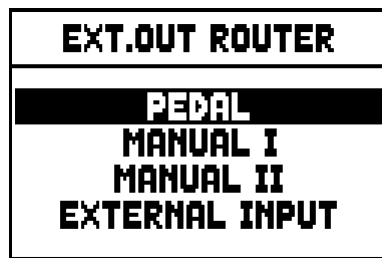 EXT.OUT ROUTER
PEDAL
MANUAL I
MANUAL II
EXTERNAL INPUT